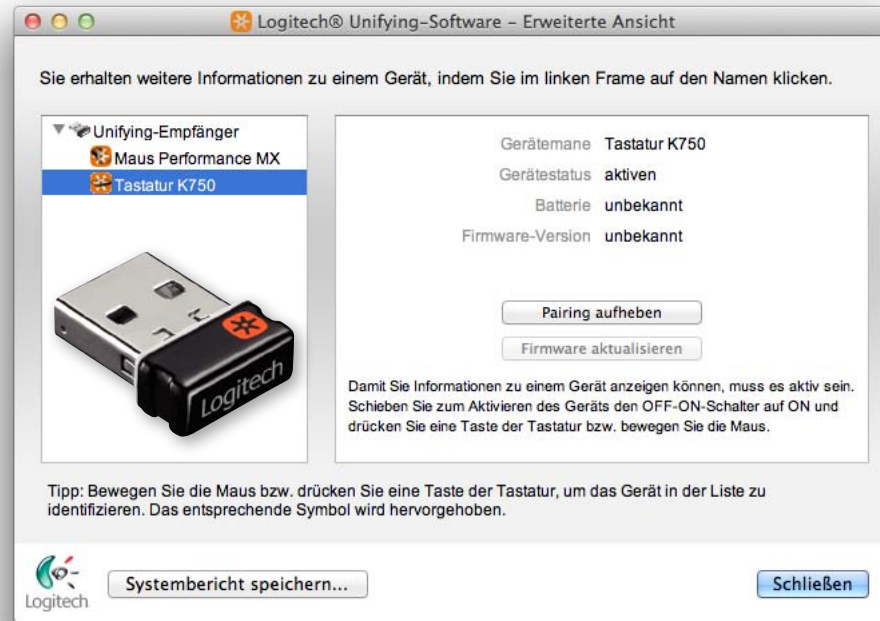 Logitech® Unifying-Software – Erweiterte Ansicht
Sie erhalten weitere Informationen zu einem Gerät, indem Sie im linken Frame auf den Namen klicken.
Unifying-Empfänger
Maus Performance MX
Tastatur K750
Logitech
Gerätemane Tastatur K750
Gerätestatus aktiven
Batterie unbekannt
Firmware-Version unbekannt
Pairing aufheben
Firmware aktualisieren
Damit Sie Informationen zu einem Gerät anzeigen können, muss es aktiv sein.
Schieben Sie zum Aktivieren des Geräts den OFF-ON-Schalter auf ON und
drücken Sie eine Taste der Tastatur bzw. bewegen Sie die Maus.
Tipp: Bewegen Sie die Maus bzw. drücken Sie eine Taste der Tastatur, um das Gerät in der Liste zu
identifizieren. Das entsprechende Symbol wird hervorgehoben.
Logitech
Systembericht speichern...
Schließen